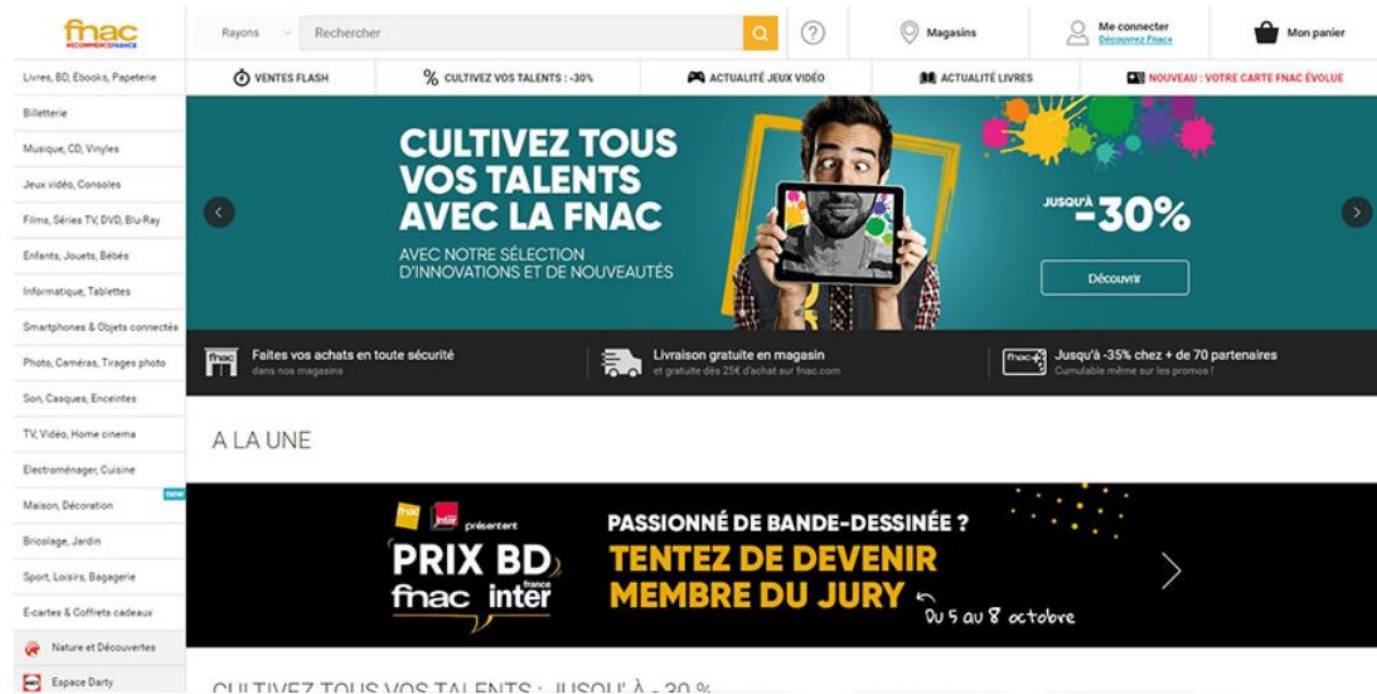 fnac
#ECOMMERCEFRANCE
Rayons
Rechercher
?
Magasins
Me connecter
Découvrez Fnac+
Mon panier
VENTES FLASH
% CULTIVEZ VOS TALENTS : -30%
ACTUALITÉ JEUX VIDÉO
ACTUALITÉ LIVRES
NOUVEAU : VOTRE CARTE FNAC ÉVOLUE
Livres, BD, Ebooks, Papeterie
Billetterie
Musique, CD, Vinyles
Jeux vidéo, Consoles
Films, Séries TV, DVD, Blu-Ray
Enfants, Jouets, Bébés
Informatique, Tablettes
Smartphones & Objets connectés
Photo, Caméras, Tirages photo
Son, Casques, Enceintes
TV, Vidéo, Home cinema
Electroménager, Cuisine
Maison, Décoration
new
Bricolage, Jardin
Sport, Loisirs, Bagagerie
E-cartes & Coffrets cadeaux
Nature et Découvertes
Espace Darty
CULTIVEZ TOUS
VOS TALENTS
AVEC LA FNAC
AVEC NOTRE SÉLECTION
D'INNOVATIONS ET DE NOUVEAUTÉS
JUSQU'À
-30%
Découvrir
fnac
Faites vos achats en toute sécurité
dans nos magasins
Livraison gratuite en magasin
et gratuite dès 25€ d'achat sur fnac.com
fnac+
Jusqu'à -35% chez + de 70 partenaires
Cumulable même sur les promos !
A LA UNE
fnac inter présentent
PRIX BD
fnac france inter
PASSIONNÉ DE BANDE-DESSINÉE ?
TENTEZ DE DEVENIR
MEMBRE DU JURY
Du 5 au 8 octobre
CULTIVEZ TOUS VOS TALENTS : JUSQU' À - 30 %